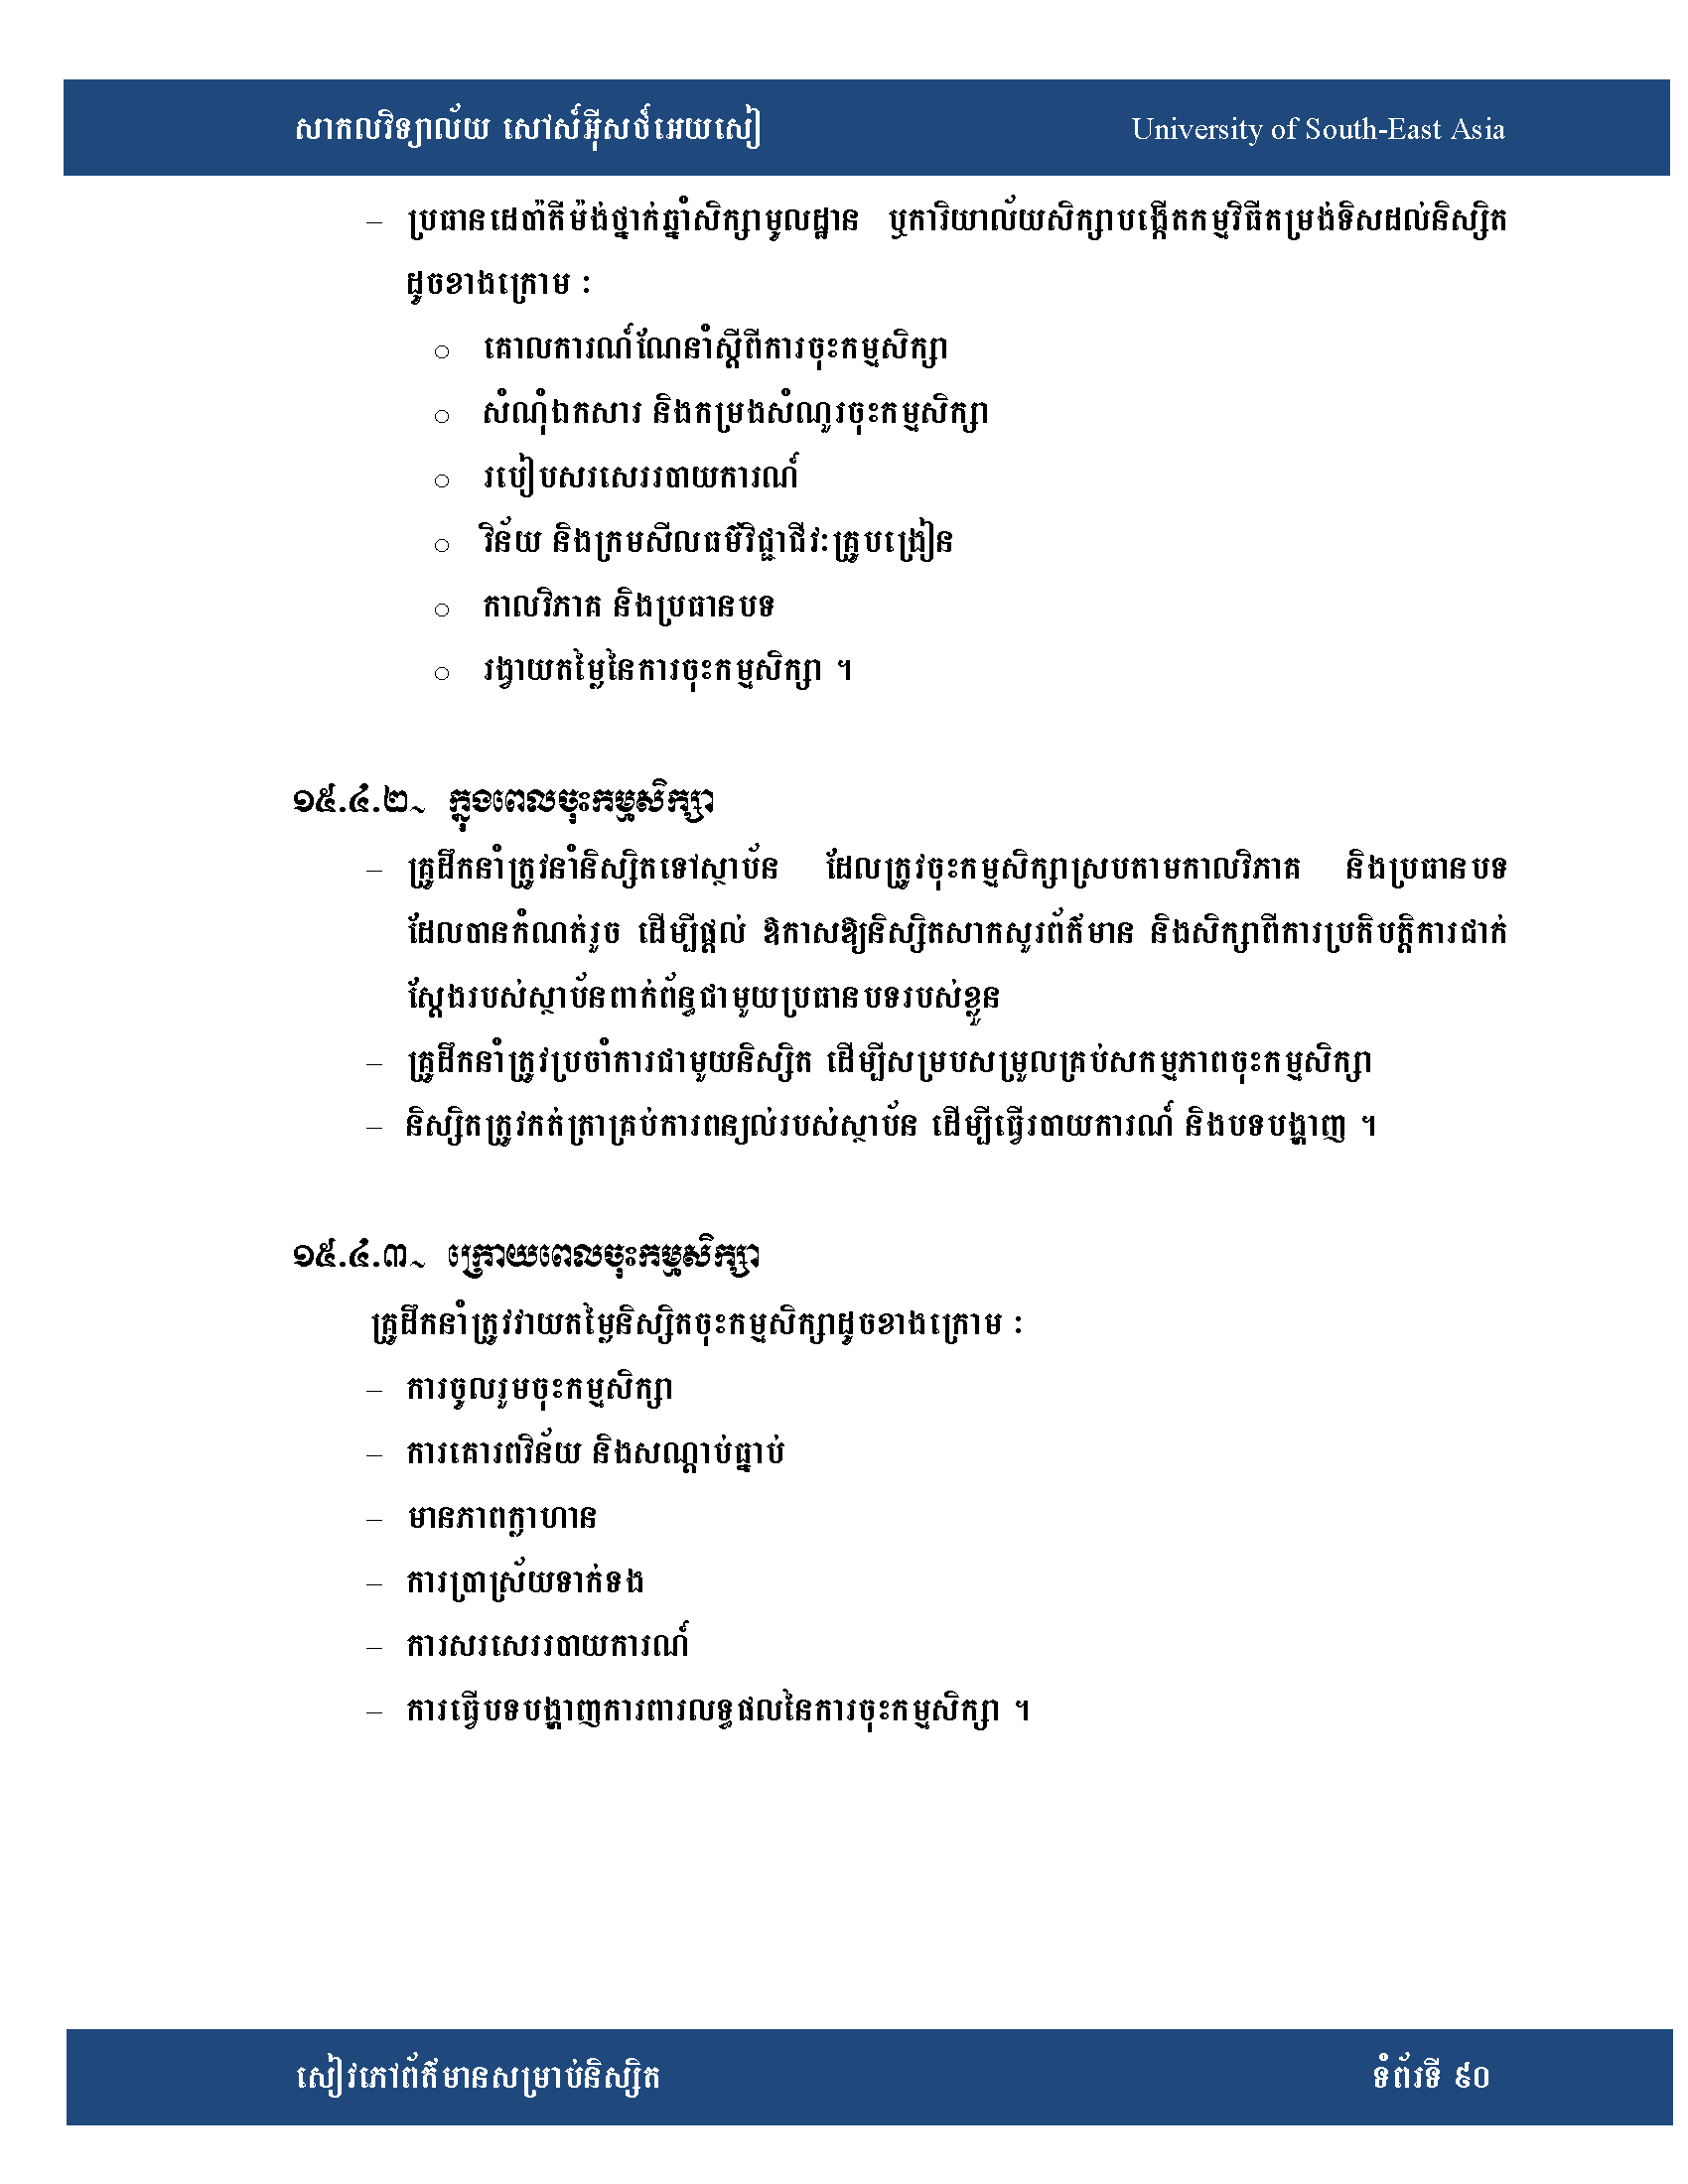 សាកលវិទ្យាល័យ សៅស៍អ៊ីសថ៍អេយសៀ University of South-East Asia
– ប្រធានដេប៉ាតឺម៉ង់ថ្នាក់ឆ្នាំសិក្សាមូលដ្ឋាន ឬការិយាល័យសិក្សាបង្កើតកម្មវិធីតម្រង់ទិសដល់និស្សិត
ដូចខាងក្រោម :
o គោលការណ៍ណែនាំស្តីពីការចុះកម្មសិក្សា
o សំណុំឯកសារ និងកម្រងសំណួរចុះកម្មសិក្សា
o របៀបសរសេររបាយការណ៍
o វិន័យ និងក្រមសីលធម៌វិជ្ជាជីវៈគ្រូបង្រៀន
o កាលវិភាគ និងប្រធានបទ
o រង្វាយតម្លៃនៃការចុះកម្មសិក្សា ។
១៥.៤.២~ ក្នុងពេលចុះកម្មសិក្សា
– គ្រូដឹកនាំត្រូវនាំនិស្សិតទៅស្ថាប័ន ដែលត្រូវចុះកម្មសិក្សាស្របតាមកាលវិភាគ និងប្រធានបទ
ដែលបានកំណត់រួច ដើម្បីផ្តល់ ឱកាសឱ្យនិស្សិតសាកសួរព័ត៌មាន និងសិក្សាពីការប្រតិបត្តិការជាក់
ស្តែងរបស់ស្ថាប័នពាក់ព័ន្ធជាមួយប្រធានបទរបស់ខ្លួន
– គ្រូដឹកនាំត្រូវប្រចាំការជាមួយនិស្សិត ដើម្បីសម្របសម្រួលគ្រប់សកម្មភាពចុះកម្មសិក្សា
– និស្សិតត្រូវកត់ត្រាគ្រប់ការពន្យល់របស់ស្ថាប័ន ដើម្បីធ្វើរបាយការណ៍ និងបទបង្ហាញ ។
១៥.៤.៣~ ក្រោយពេលចុះកម្មសិក្សា
គ្រូដឹកនាំត្រូវវាយតម្លៃនិស្សិតចុះកម្មសិក្សាដូចខាងក្រោម :
– ការចូលរួមចុះកម្មសិក្សា
– ការគោរពវិន័យ និងសណ្តាប់ធ្នាប់
– មានភាពក្លាហាន
– ការប្រាស្រ័យទាក់ទង
– ការសរសេររបាយការណ៍
– ការធ្វើបទបង្ហាញការពារលទ្ធផលនៃការចុះកម្មសិក្សា ។
សៀវភៅព័ត៌មានសម្រាប់និស្សិត ទំព័រទី ៩០